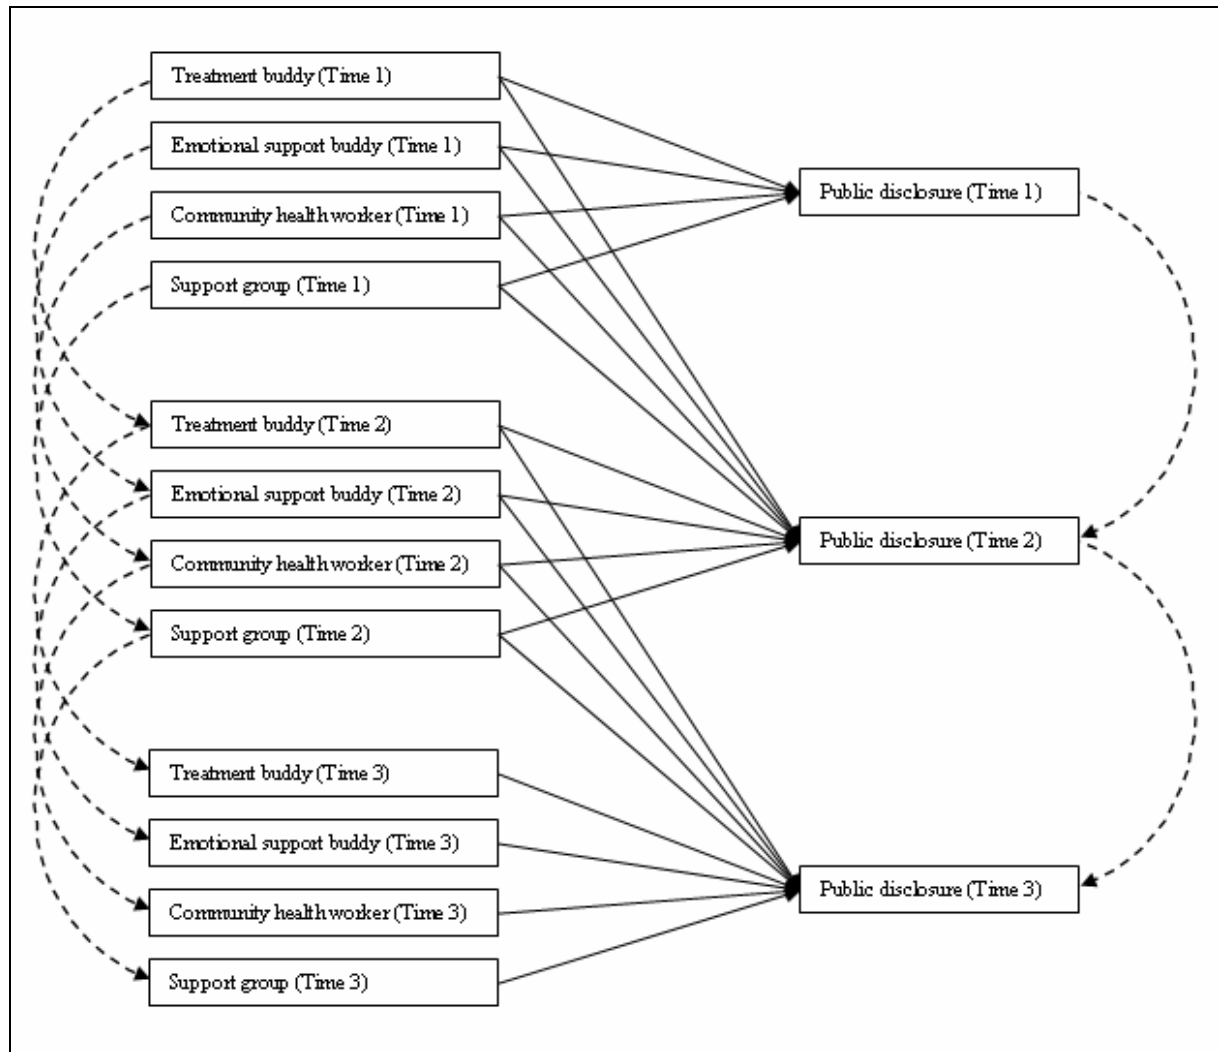 Treatment buddy (Time 1)
Emotional support buddy (Time 1)
Community health worker (Time 1)
Support group (Time 1)
Public disclosure (Time 1)
Treatment buddy (Time 2)
Emotional support buddy (Time 2)
Community health worker (Time 2)
Support group (Time 2)
Public disclosure (Time 2)
Treatment buddy (Time 3)
Emotional support buddy (Time 3)
Community health worker (Time 3)
Support group (Time 3)
Public disclosure (Time 3)